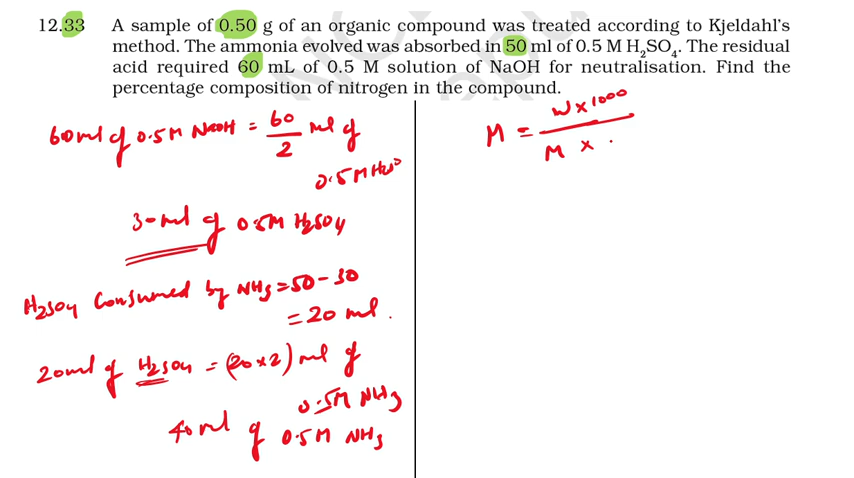 12.33 A sample of 0.50 g of an organic compound was treated according to Kjeldahl's
method. The ammonia evolved was absorbed in 50 ml of 0.5 M H₂SO₄. The residual
acid required 60 mL of 0.5 M solution of NaOH for neutralisation. Find the
percentage composition of nitrogen in the compound.
60ml of 0.5M NaOH = 60/2 ml of
0.5M
30ml of 0.5M H2SO4
H2SO4 Consumed by NH3 = 50 - 30
= 20 ml.
20ml of H2SO4 = (20×2) ml of
0.5M NH3
40ml of 0.5M NH3
M = W×1000 / M × .